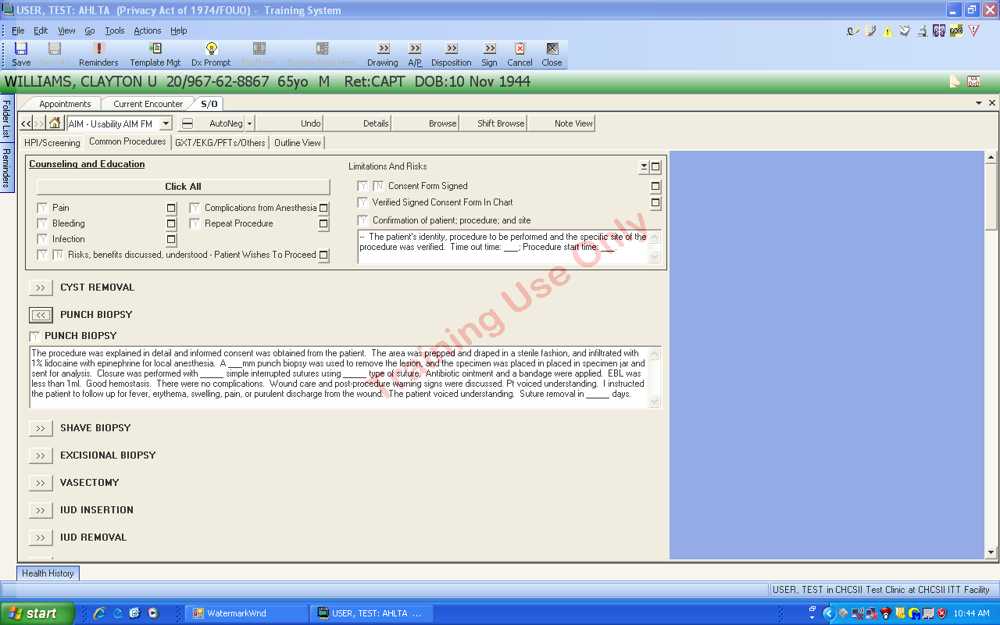 USER, TEST: AHLTA (Privacy Act of 1974/FOUO) - Training System
File Edit View Go Tools Actions Help
Save Save As Reminders Template Mgt Dx Prompt FindTerm Browse From Here Drawing A/P Disposition Sign Cancel Close
WILLIAMS, CLAYTON U 20/967-62-8867 65yo M Ret:CAPT DOB:10 Nov 1944
Folder List
Reminders
Appointments Current Encounter S/O
AIM - Usability AIM FM AutoNeg Undo Details Browse Shift Browse Note View
HPI/Screening Common Procedures GXT/EKG/PFTs/Others Outline View
Counseling and Education
Click All
Y Pain
Y Complications from Anesthesia
Y Bleeding
Y Repeat Procedure
Y Infection
Y N Risks, benefits discussed, understood - Patient Wishes To Proceed
Limitations And Risks
Y N Consent Form Signed
Y Verified Signed Consent Form In Chart
Y Confirmation of patient; procedure; and site
-- The patient's identity, procedure to be performed and the specific site of the
procedure was verified. Time out time: ___; Procedure start time: ___.
>> CYST REMOVAL
<< PUNCH BIOPSY
Y PUNCH BIOPSY
The procedure was explained in detail and informed consent was obtained from the patient. The area was prepped and draped in a sterile fashion, and infiltrated with
1% lidocaine with epinephrine for local anesthesia. A ___mm punch biopsy was used to remove the lesion, and the specimen was placed in placed in specimen jar and
sent for analysis. Closure was performed with _____ simple interrupted sutures using _____ type of suture. Antibiotic ointment and a bandage were applied. EBL was
less than 1ml. Good hemostasis. There were no complications. Wound care and post-procedure warning signs were discussed. Pt voiced understanding. I instructed
the patient to follow up for fever, erythema, swelling, pain, or purulent discharge from the wound. The patient voiced understanding. Suture removal in _____ days.
>> SHAVE BIOPSY
>> EXCISIONAL BIOPSY
>> VASECTOMY
>> IUD INSERTION
>> IUD REMOVAL
Training Use Only
Health History
USER, TEST in CHCSII Test Clinic at CHCSII ITT Facility
start WatermarkWnd USER, TEST: AHLTA ... 10:44 AM